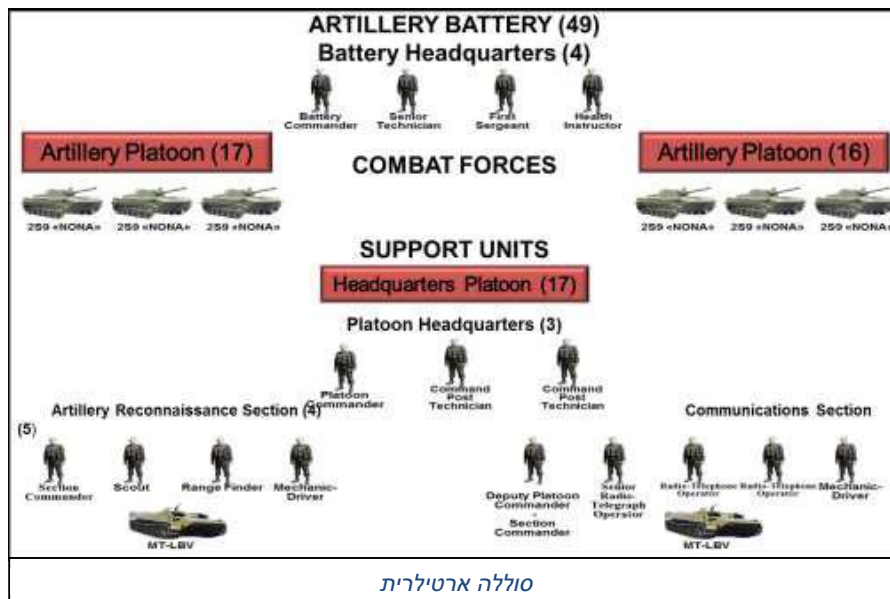 ARTILLERY BATTERY (49)
Battery Headquarters (4)
Battery
Commander
Senior
Technician
First
Sergeant
Health
Instructor
Artillery Platoon (17)
COMBAT FORCES
Artillery Platoon (16)
2S9 «NONA»
2S9 «NONA»
2S9 «NONA»
2S9 «NONA»
2S9 «NONA»
2S9 «NONA»
SUPPORT UNITS
Headquarters Platoon (17)
Platoon Headquarters (3)
Platoon
Commander
Command
Post
Technician
Command
Post
Technician
Artillery Reconnaissance Section (4)
Communications Section
(5)
Section
Commander
Scout
Range Finder
Mechanic-
Driver
MT-LBV
Deputy Platoon
Commander
-
Section
Commander
Senior
Radio-
Telegraph
Operator
Radio-Telephone
Operator
Radio-Telephone
Operator
Mechanic-
Driver
MT-LBV
סוללה ארטילרית